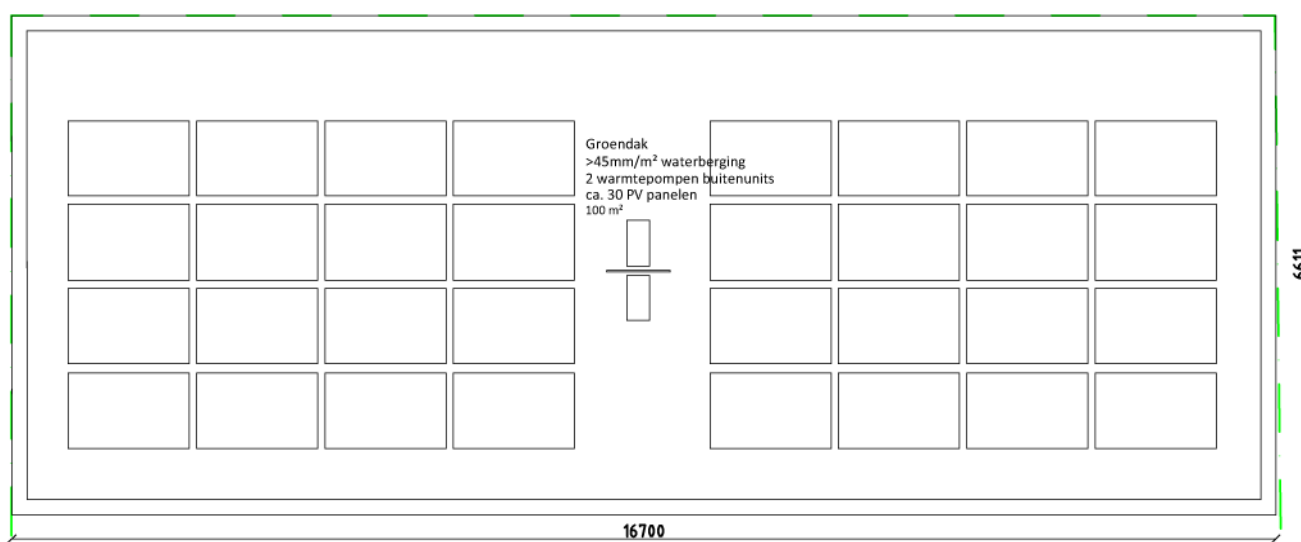 Groendak
>45mm/m² waterberging
2 warmtepompen buitenunits
ca. 30 PV panelen
100 m²
6611
16700